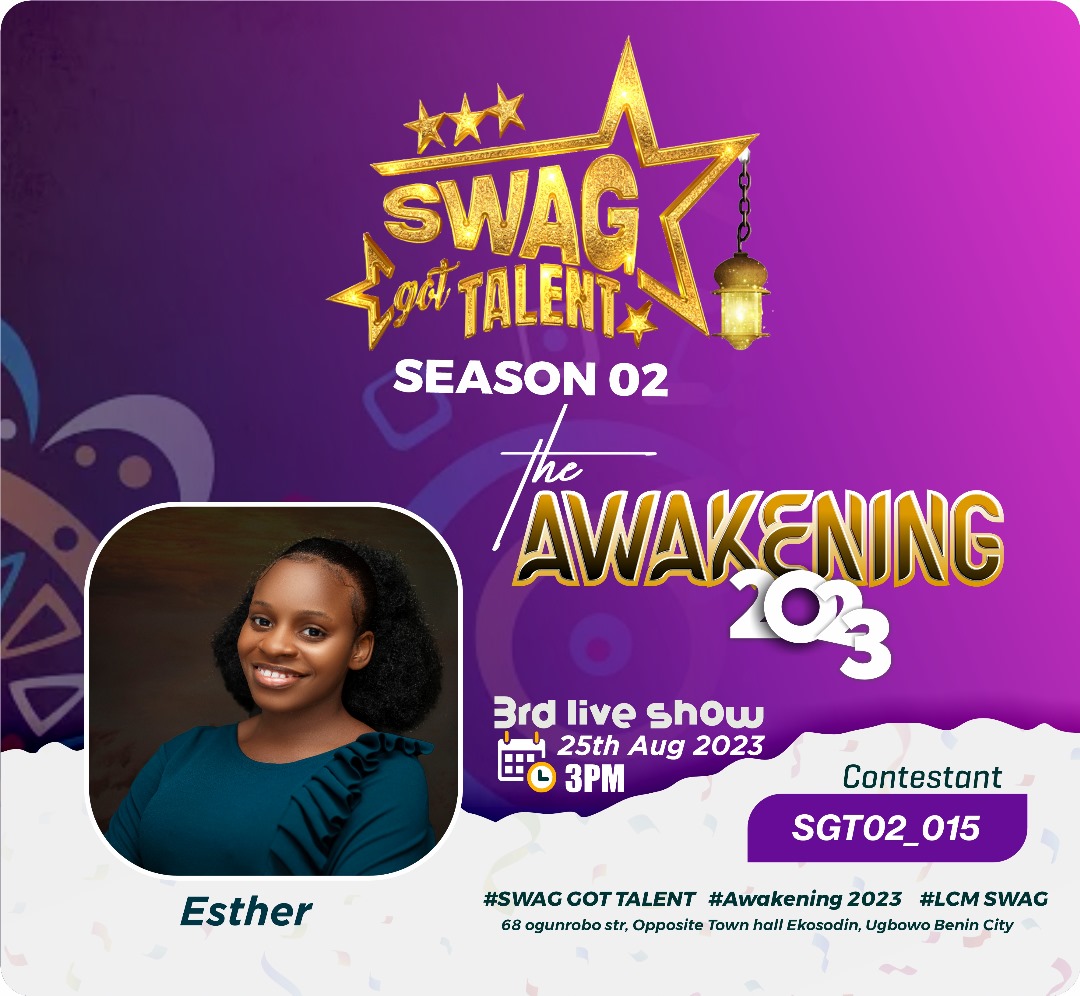 SWAG
got TALENT
SEASON 02
the
AWAKENING
2023
3rd live show
25th Aug 2023
3PM
Contestant
SGT02_015
Esther
#SWAG GOT TALENT #Awakening 2023 #LCM SWAG
68 ogunrobo str, Opposite Town hall Ekosodin, Ugbowo Benin City